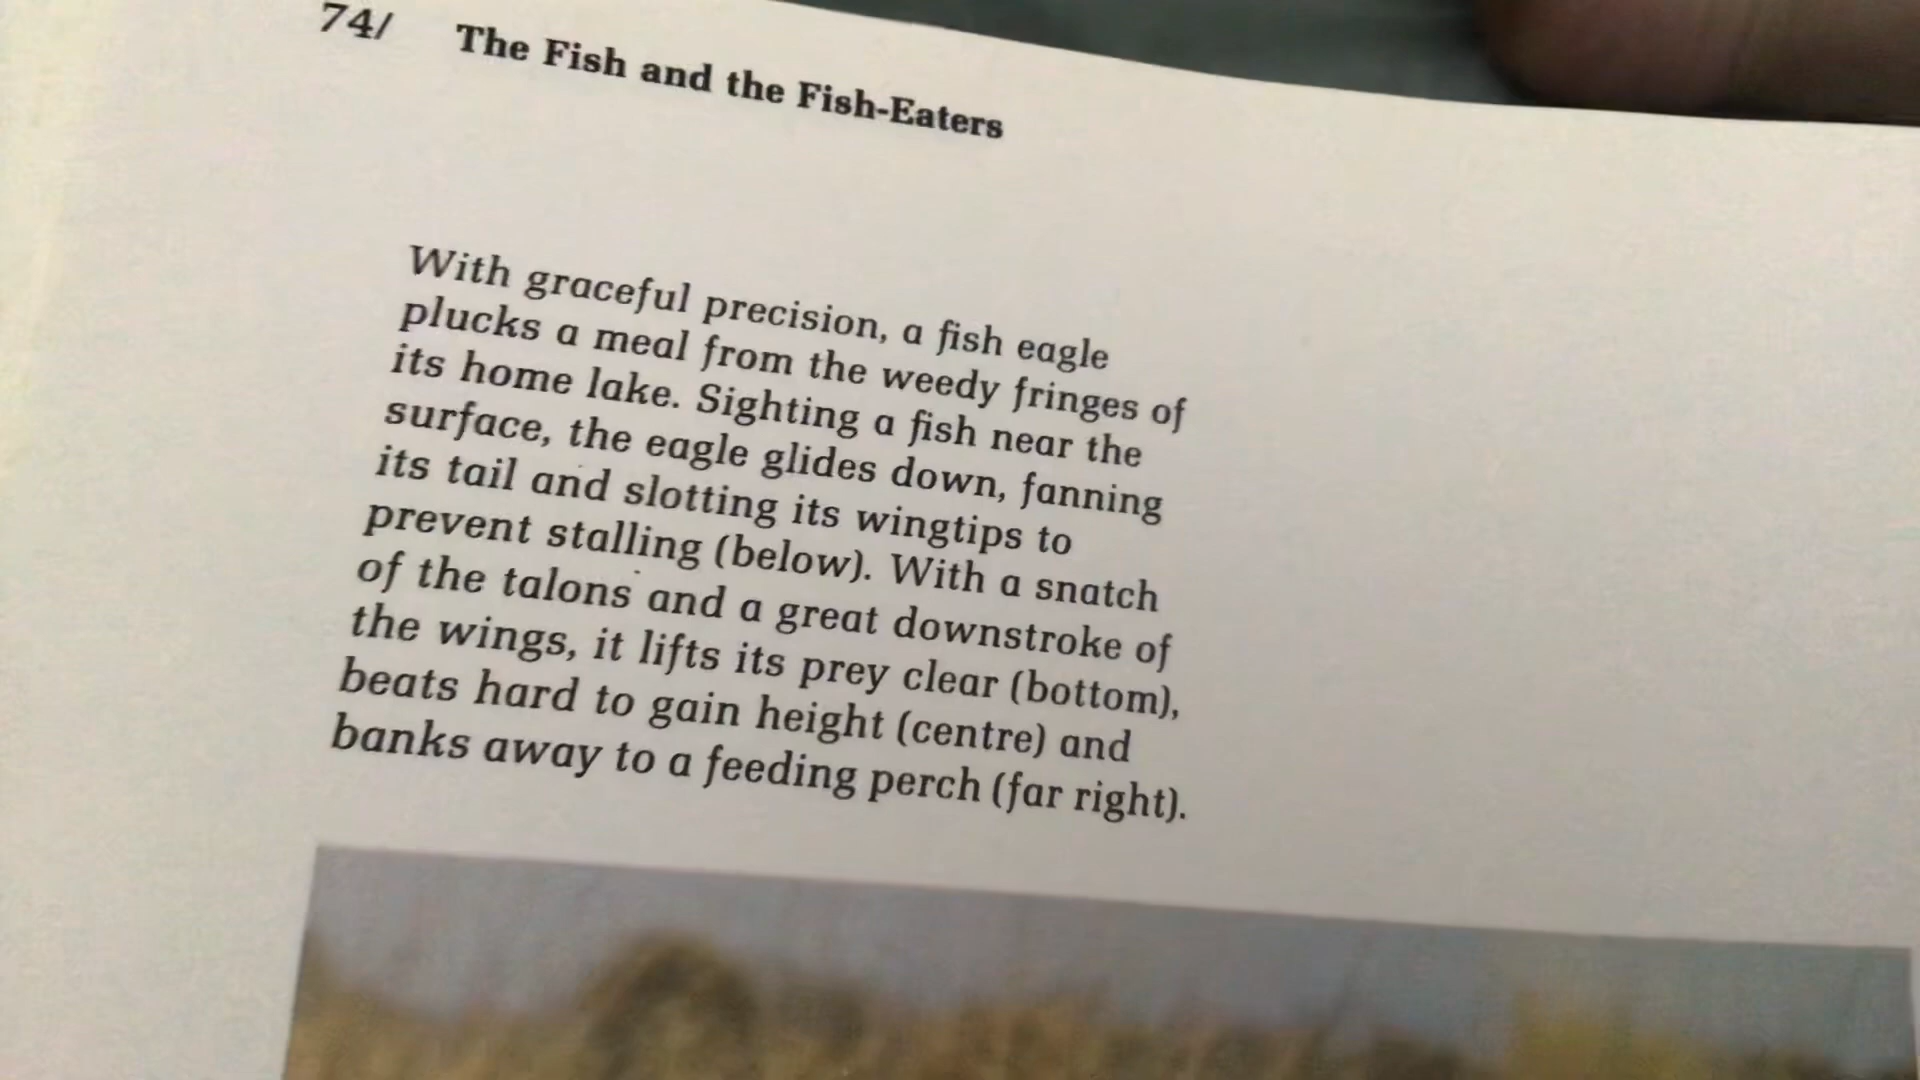 74/ The Fish and the Fish-Eaters
With graceful precision, a fish eagle
plucks a meal from the weedy fringes of
its home lake. Sighting a fish near the
surface, the eagle glides down, fanning
its tail and slotting its wingtips to
prevent stalling (below). With a snatch
of the talons and a great downstroke of
the wings, it lifts its prey clear (bottom),
beats hard to gain height (centre) and
banks away to a feeding perch (far right).